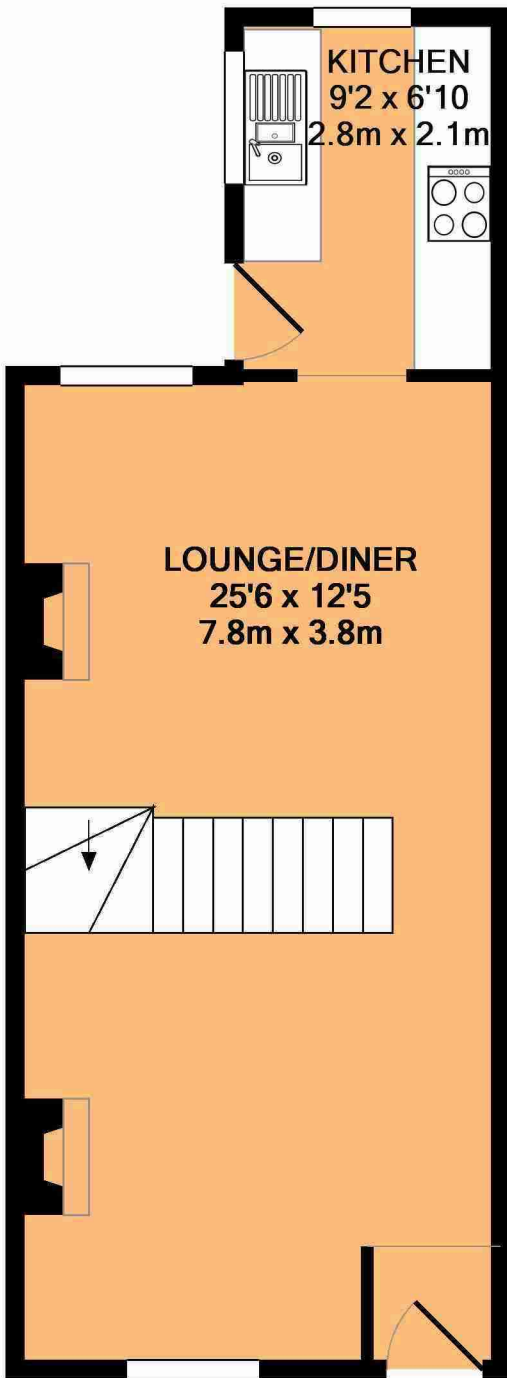 KITCHEN
9'2 x 6'10
2.8m x 2.1m
LOUNGE/DINER
25'6 x 12'5
7.8m x 3.8m